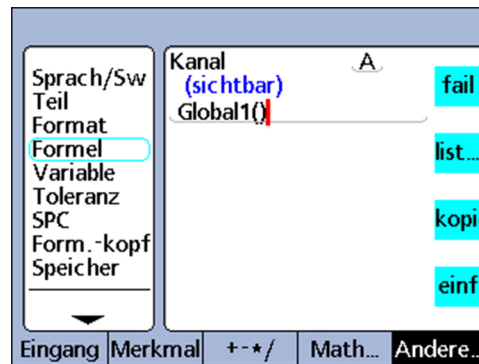 Sprach/Sw
Teil
Format
Formel
Variable
Toleranz
SPC
Form.-kopf
Speicher
Kanal A
(sichtbar)
Global1()
fail
list...
kopi
einf
Eingang Merkmal +-*/ Math... Andere...